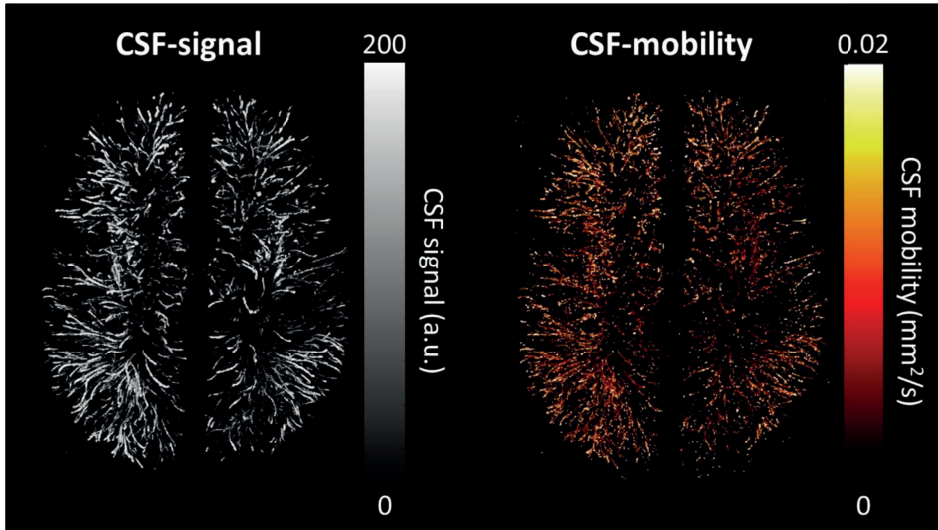 CSF-signal
200
CSF signal (a.u.)
0
CSF-mobility
0.02
CSF mobility (mm²/s)
0